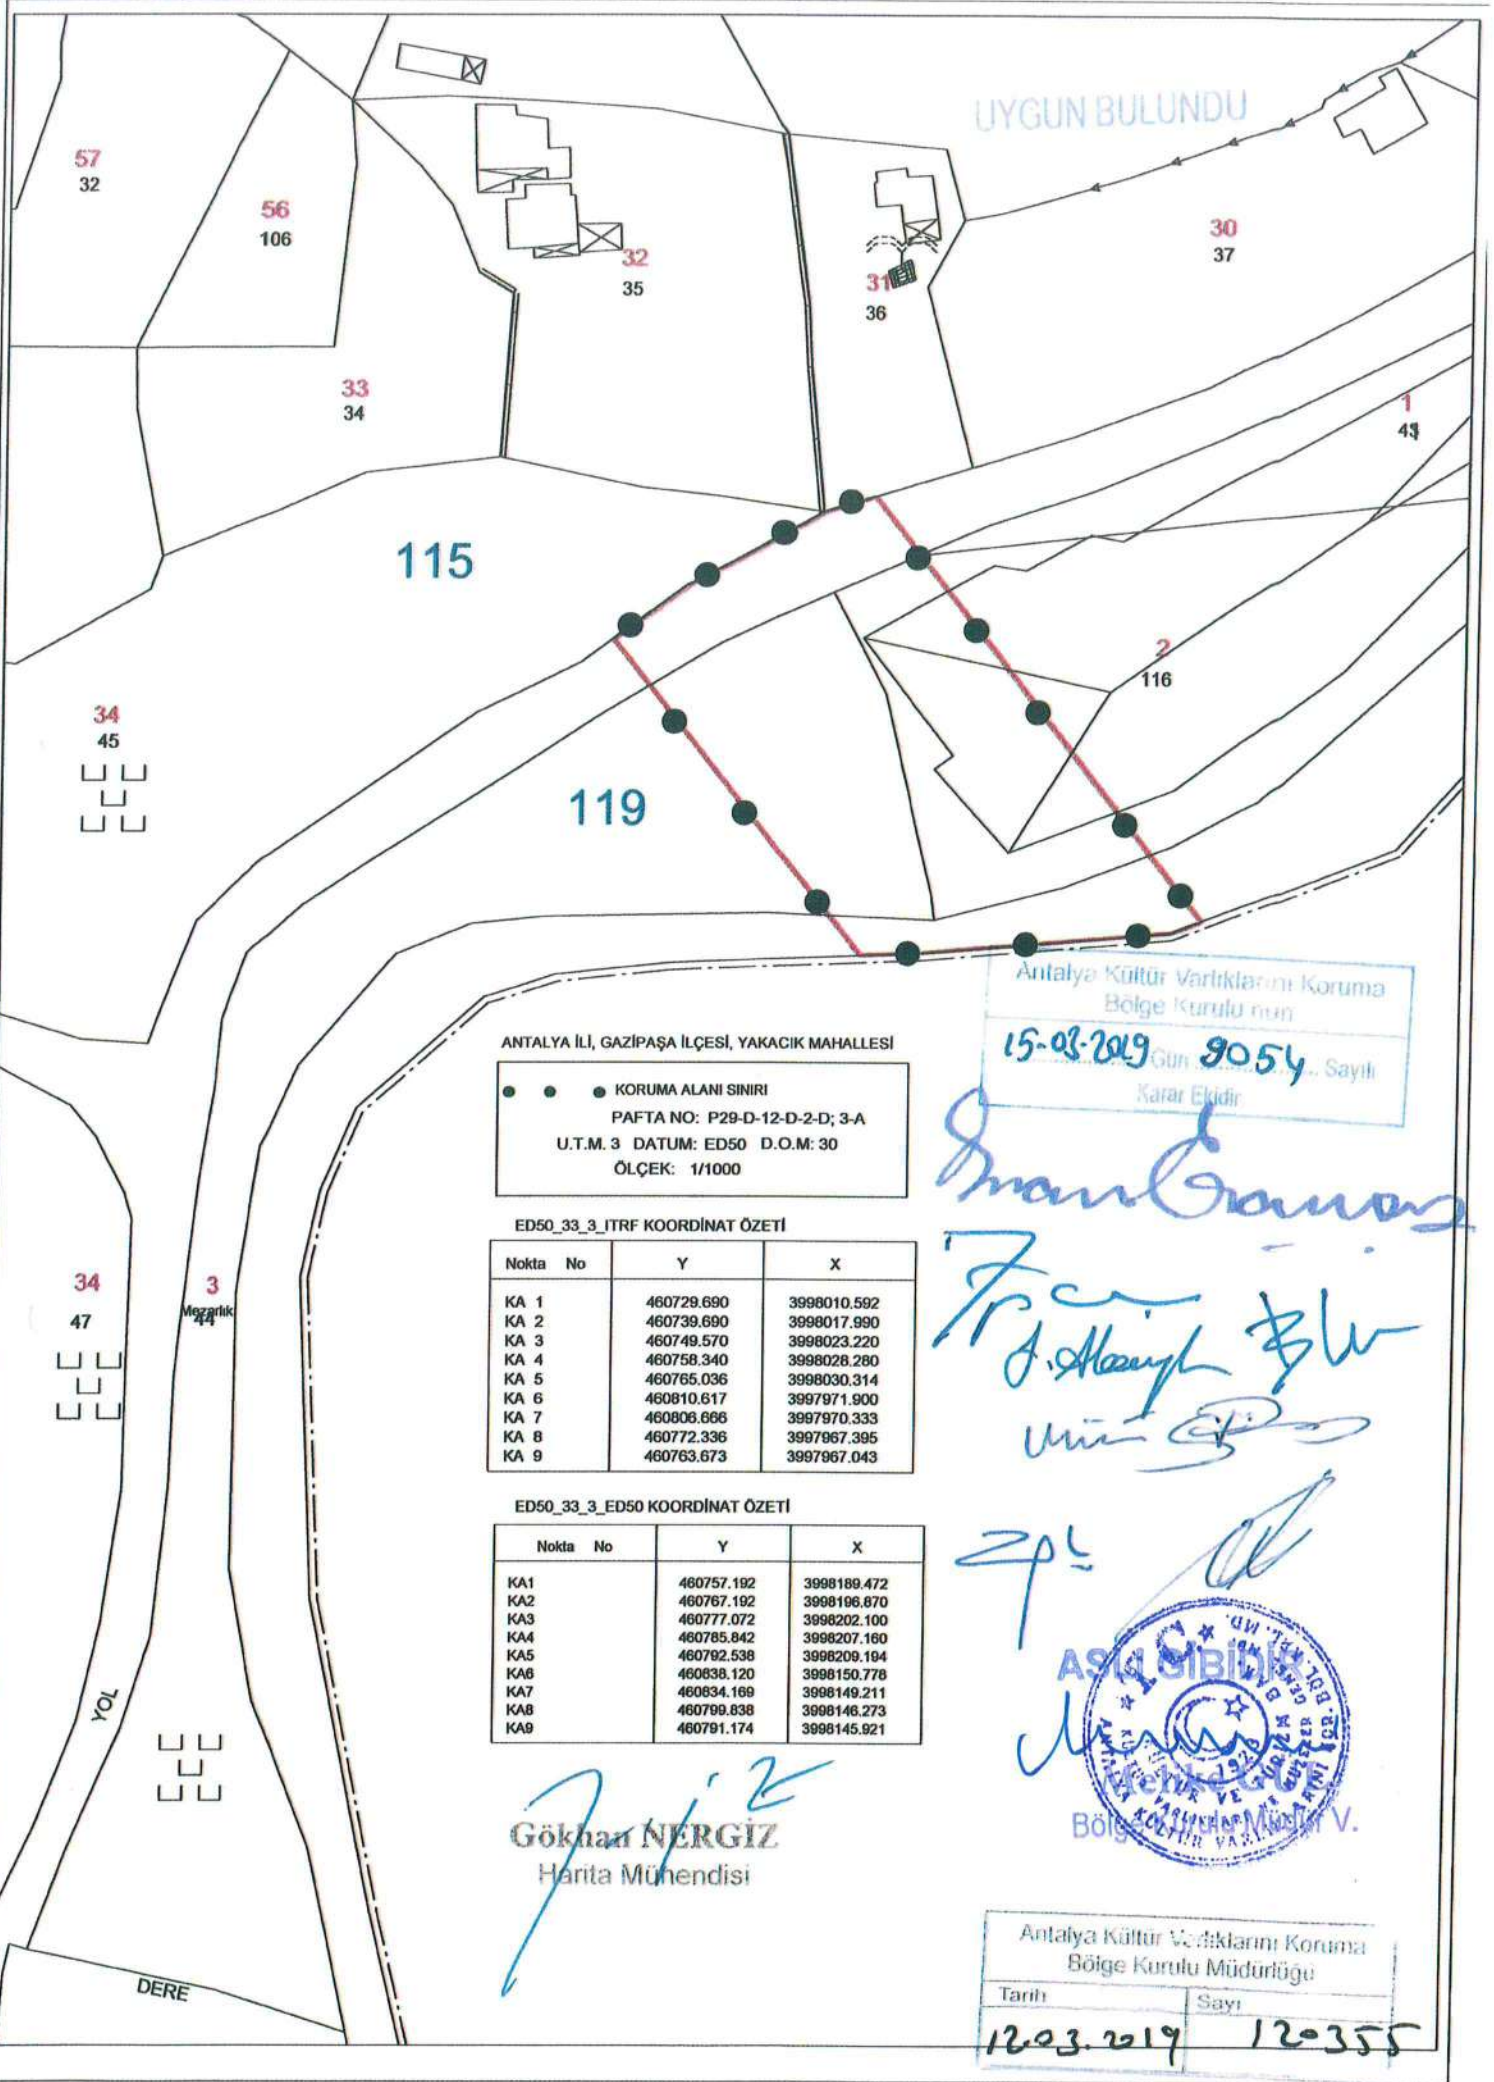 UYGUN BULUNDU
57
32
56
106
32
35
31
36
30
37
33
34
1
2
116
115
119
34
45
34
47
3
Mezarlık
44
YOL
DERE
ANTALYA İLİ, GAZİPAŞA İLÇESİ, YAKACIK MAHALLESİ
KORUMA ALANI SINIRI
PAFTA NO: P29-D-12-D-2-D; 3-A
U.T.M. 3 DATUM: ED50 D.O.M: 30
ÖLÇEK: 1/1000
ED50_33_3_ITRF KOORDİNAT ÖZETİ
Nokta No Y X
KA 1 460729.690 3998010.592
KA 2 460739.690 3998017.990
KA 3 460749.570 3998023.220
KA 4 460758.340 3998028.280
KA 5 460765.036 3998030.314
KA 6 460810.617 3997971.900
KA 7 460806.666 3997970.333
KA 8 460772.336 3997967.395
KA 9 460763.673 3997967.043
ED50_33_3_ED50 KOORDİNAT ÖZETİ
Nokta No Y X
KA1 460757.192 3998189.472
KA2 460767.192 3998196.870
KA3 460777.072 3998202.100
KA4 460785.842 3998207.160
KA5 460792.538 3998209.194
KA6 460838.120 3998150.778
KA7 460834.169 3998149.211
KA8 460799.838 3998146.273
KA9 460791.174 3998145.921
Antalya Kültür Varlıklarını Koruma
Bölge Kurulu'nun
15-03-2019 Gün 9054 Sayılı
Karar Ekidir
ASLI GİBİDİR
T.C.
1923
Melike GÜL
Bölge Kurulu Müdür V.
Gökhan NERGİZ
Harita Mühendisi
Antalya Kültür Varlıklarını Koruma
Bölge Kurulu Müdürlüğü
Tarih Sayı
12.03.2019 120355